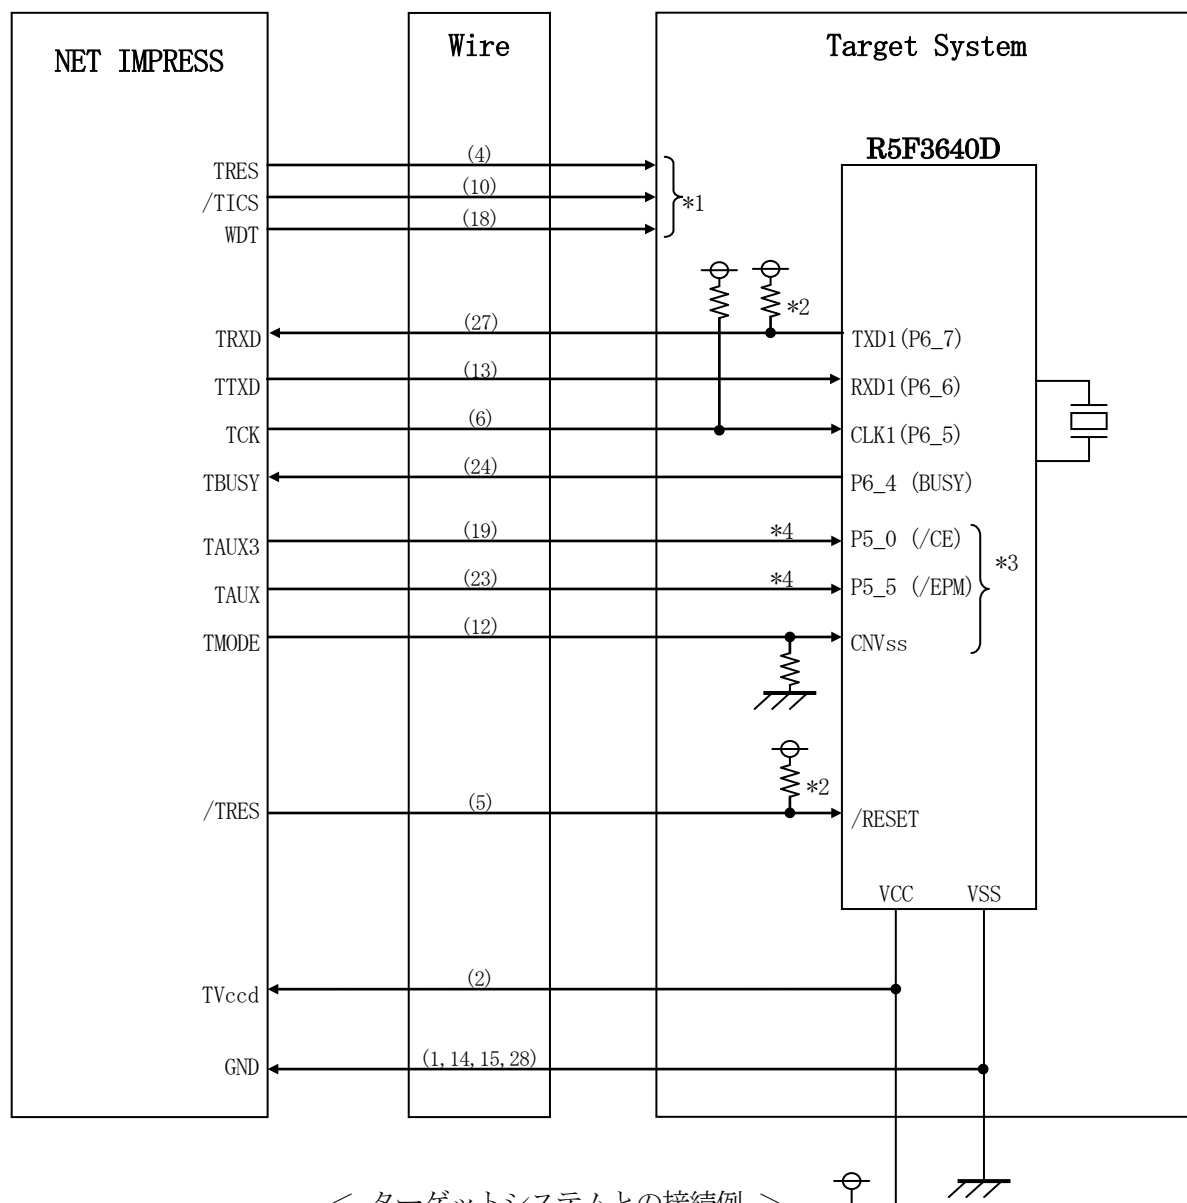 NET IMPRESS
Wire
Target System
R5F3640D
TRES
(4)
/TICS
(10)
*1
WDT
(18)
*2
TRXD
(27)
TXD1(P6_7)
TTXD
(13)
RXD1(P6_6)
TCK
(6)
CLK1(P6_5)
TBUSY
(24)
P6_4 (BUSY)
TAUX3
(19)
*4
P5_0 (/CE)
*3
TAUX
(23)
*4
P5_5 (/EPM)
TMODE
(12)
CNVss
*2
/TRES
(5)
/RESET
VCC
VSS
TVccd
(2)
GND
(1,14,15,28)
< ターゲットシステムとの接続例 >